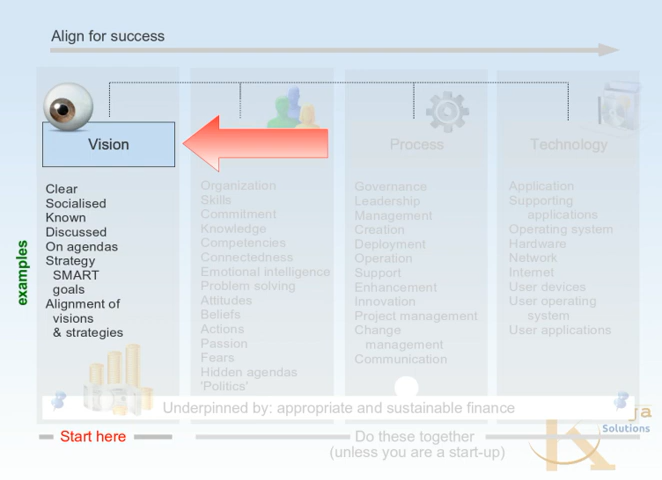 Align for success
Vision
Process
Technology
examples
Clear
Socialised
Known
Discussed
On agendas
Strategy
SMART
goals
Alignment of
visions
& strategies
Organization
Skills
Commitment
Knowledge
Competencies
Connectedness
Emotional intelligence
Problem solving
Attitudes
Beliefs
Actions
Passion
Fears
Hidden agendas
'Politics'
Governance
Leadership
Management
Creation
Deployment
Operation
Support
Enhancement
Innovation
Project management
Change
management
Communication
Application
Supporting
applications
Operating system
Hardware
Network
Internet
User devices
User operating
system
User applications
Underpinned by: appropriate and sustainable finance
Start here
Do these together
(unless you are a start-up)
Solutions